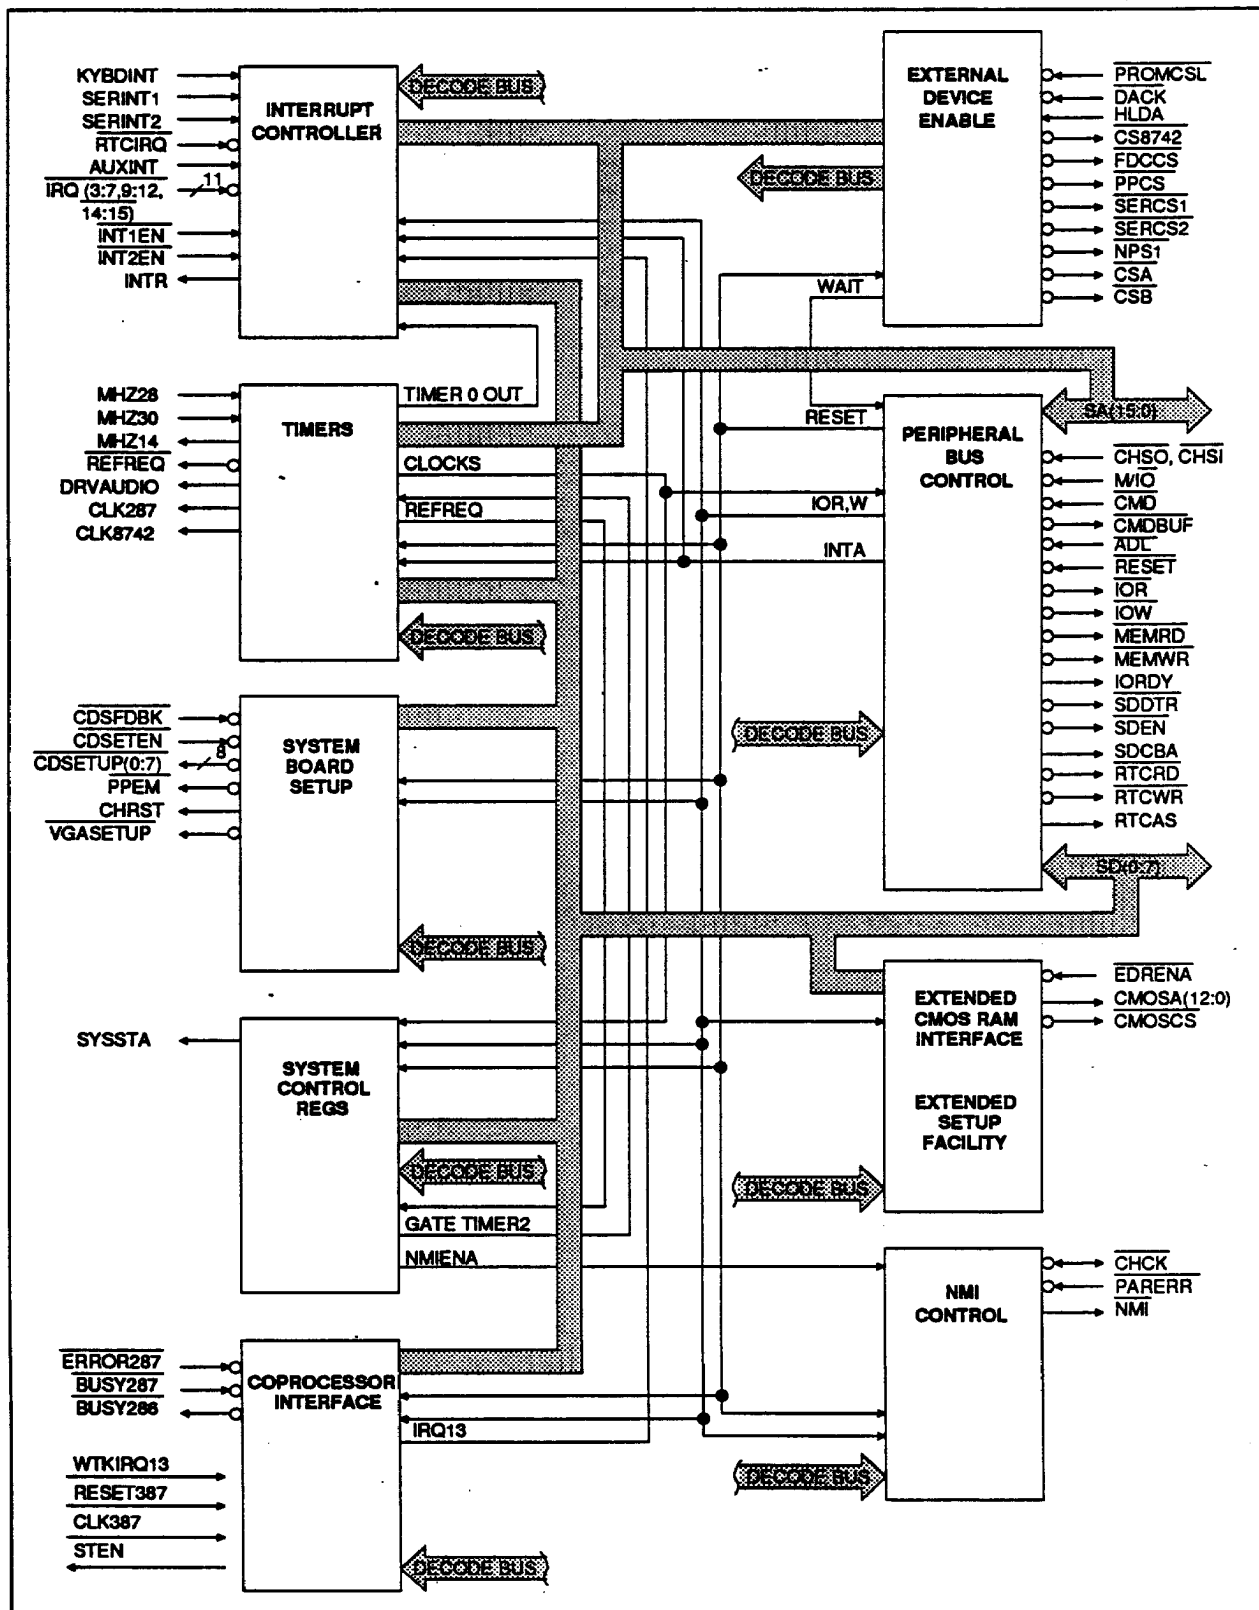 KYBDINT
SERINT1
SERINT2
RTCIRQ
AUXINT
IRQ (3:7,9:12,
14:15)
11
INT1EN
INT2EN
INTR
INTERRUPT
CONTROLLER
DECODE BUS
EXTERNAL
DEVICE
ENABLE
DECODE BUS
PROMCSL
DACK
HLDA
CS8742
FDCCS
PPCS
SERCS1
SERCS2
NPS1
CSA
CSB
WAIT
MHZ28
MHZ30
MHZ14
REFREQ
DRVAUDIO
CLK287
CLK8742
TIMERS
TIMER 0 OUT
CLOCKS
REFREQ
DECODE BUS
RESET
IOR,W
INTA
PERIPHERAL
BUS
CONTROL
DECODE BUS
SA(15:0)
CHSO, CHSI
M/IO
CMD
CMDBUF
ADL
RESET
IOR
IOW
MEMRD
MEMWR
IORDY
SDDTR
SDEN
SDCBA
RTCRD
RTCWR
RTCAS
SD(0:7)
CDSFDBK
CDSETEN
CDSETUP(0:7)
8
PPEM
CHRST
VGASETUP
SYSTEM
BOARD
SETUP
DECODE BUS
EXTENDED
CMOS RAM
INTERFACE
EXTENDED
SETUP
FACILITY
DECODE BUS
EDRENA
CMOSA(12:0)
CMOSCS
SYSSTA
SYSTEM
CONTROL
REGS
DECODE BUS
GATE TIMER2
NMIENA
NMI
CONTROL
DECODE BUS
CHCK
PARERR
NMI
ERROR287
BUSY287
BUSY286
WTKIRQ13
RESET387
CLK387
STEN
COPROCESSOR
INTERFACE
IRQ13
DECODE BUS